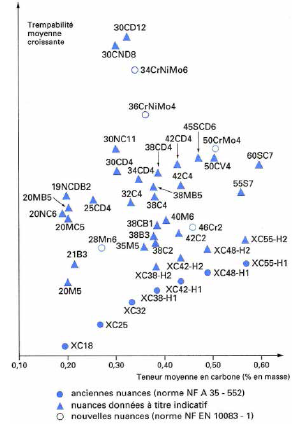 Trempabilité
moyenne
croissante
30CD12
30CND8
34CrNiMo6
36CrNiMo4
45SCD6
42CD4
50CrMo4
30NC11
38CD4
60SC7
30CD4
34CD4
42C4
50CV4
55S7
19NCDB2
20MB5
25CD4
32C4
38MB5
38C4
20NC6
20MC5
38CB1
40M6
46Cr2
28Mn6
38B3
42C2
35M5
38C2
XC48-H2
XC55-H2
21B3
XC42-H2
XC38-H2
XC48-H1
XC55-H1
20M5
XC42-H1
XC38-H1
XC32
XC25
XC18
0,10 0,20 0,30 0,40 0,50 0,60 0,70
Teneur moyenne en carbone (% en masse)
anciennes nuances (norme NF A 35 - 552)
nuances données à titre indicatif
nouvelles nuances (norme NF EN 10083 - 1)